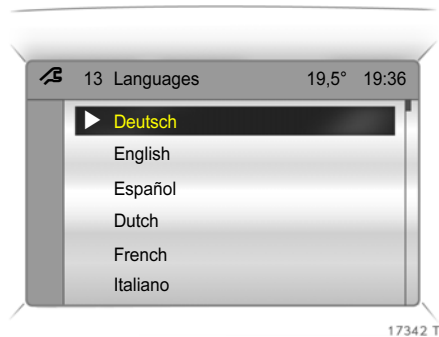 13 Languages 19,5° 19:36
Deutsch
English
Español
Dutch
French
Italiano
17342 T